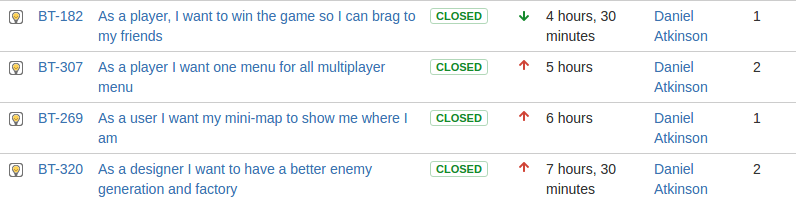 BT-182 As a player, I want to win the game so I can brag to CLOSED 4 hours, 30 Daniel 1
my friends minutes Atkinson
BT-307 As a player I want one menu for all multiplayer CLOSED 5 hours Daniel 2
menu Atkinson
BT-269 As a user I want my mini-map to show me where I CLOSED 6 hours Daniel 1
am Atkinson
BT-320 As a designer I want to have a better enemy CLOSED 7 hours, 30 Daniel 2
generation and factory minutes Atkinson